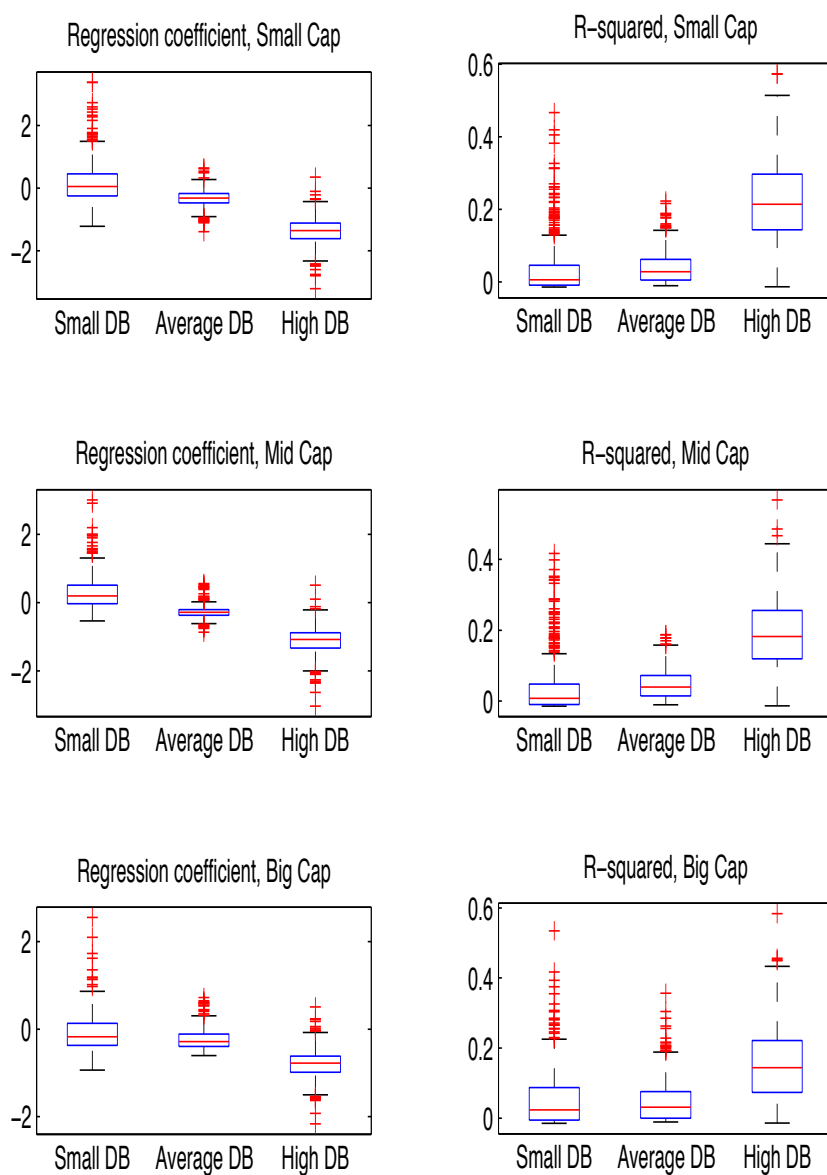 Regression coefficient, Small Cap
2
0
−2
Small DB Average DB High DB
R−squared, Small Cap
0.6
0.4
0.2
0
Small DB Average DB High DB
Regression coefficient, Mid Cap
2
0
−2
Small DB Average DB High DB
R−squared, Mid Cap
0.4
0.2
0
Small DB Average DB High DB
Regression coefficient, Big Cap
2
0
−2
Small DB Average DB High DB
R−squared, Big Cap
0.6
0.4
0.2
0
Small DB Average DB High DB